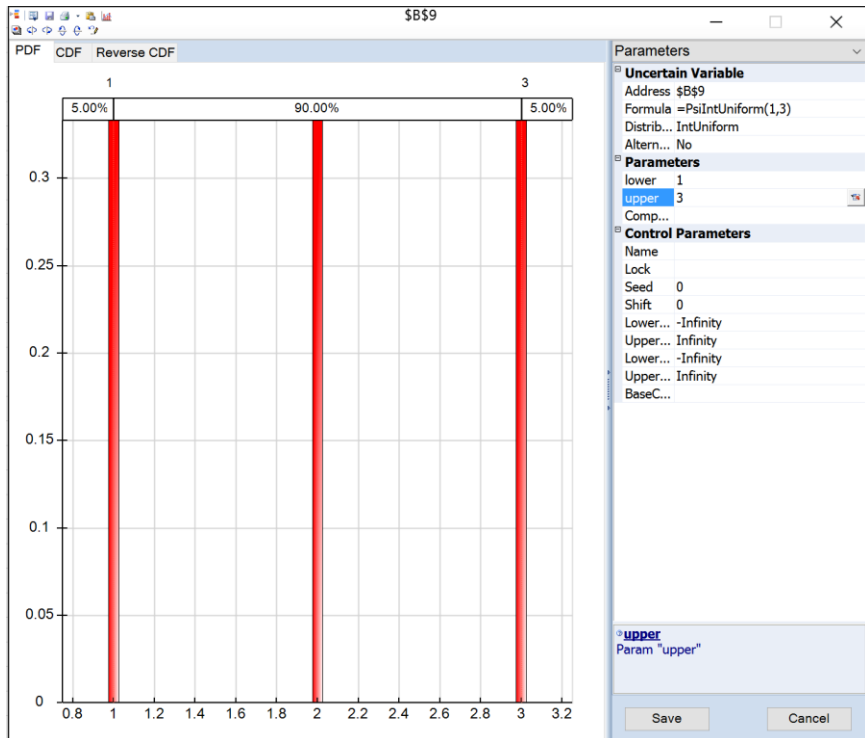 $B$9
PDF CDF Reverse CDF
1 3
5.00% 90.00% 5.00%
0.3
0.25
0.2
0.15
0.1
0.05
0
0.8 1 1.2 1.4 1.6 1.8 2 2.2 2.4 2.6 2.8 3 3.2
Parameters
Uncertain Variable
Address $B$9
Formula =PsiIntUniform(1,3)
Distrib... IntUniform
Altern... No
Parameters
lower 1
upper 3
Comp...
Control Parameters
Name
Lock
Seed 0
Shift 0
Lower... -Infinity
Upper... Infinity
Lower... -Infinity
Upper... Infinity
BaseC...
upper
Param "upper"
Save Cancel